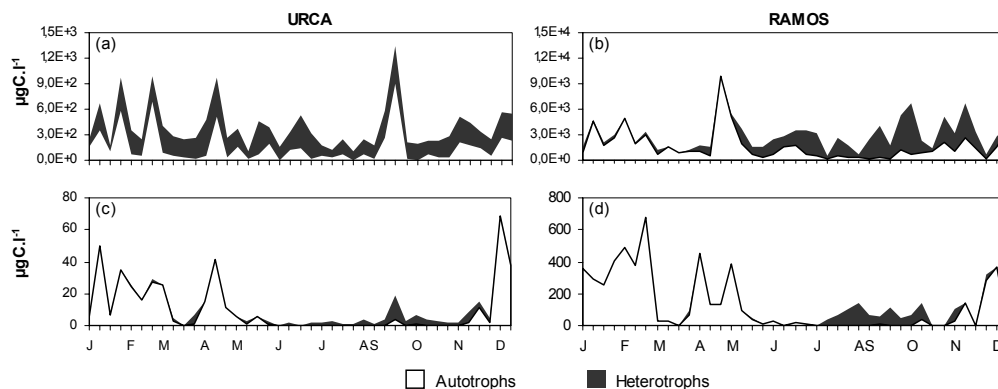 URCA
RAMOS
(a)
1,5E+3
1,2E+3
9,0E+2
6,0E+2
3,0E+2
0,0E+0
µgC.l-1
(b)
1,5E+4
1,2E+4
9,0E+3
6,0E+3
3,0E+3
0,0E+0
(c)
80
60
40
20
0
µgC.l-1
J F M A M J J AS O N D
(d)
800
600
400
200
0
J F M A M J J AS O N D
Autotrophs Heterotrophs